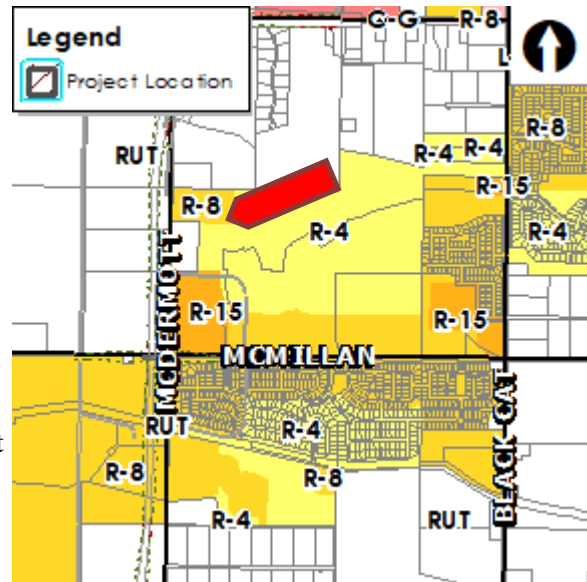 Legend
Project Location
C-G
R-8
L
R-8
RUT
R-4
R-4
R-15
R-8
R-4
R-4
MCDERMOTT
R-15
R-15
MCMILLAN
t
R-4
RUT
BLACK CAT
R-8
R-8
R-4
RUT